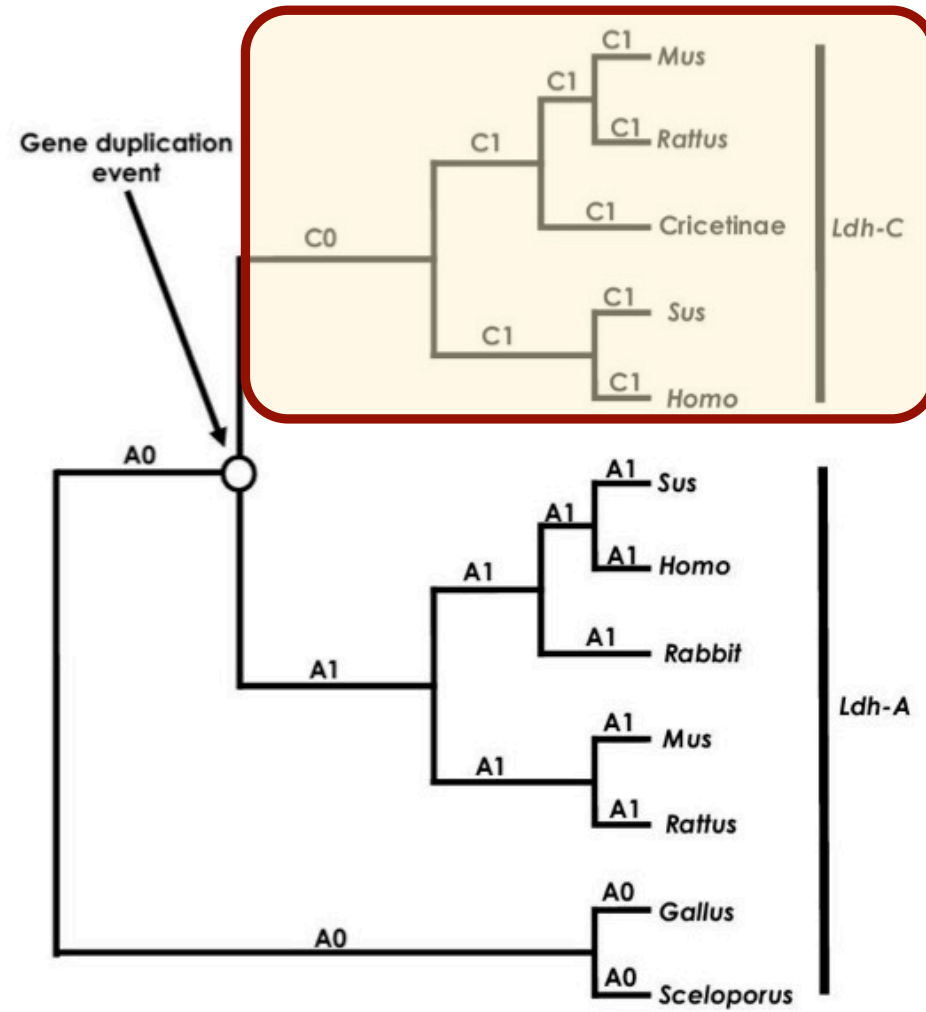 C1
Mus
C1
Gene duplication
event
C1
C1
Rattus
C1
Cricetinae
Ldh-C
C0
C1
Sus
C1
C1
Homo
A0
A1
Sus
A1
A1
Homo
A1
A1
Rabbit
A1
Ldh-A
A1
Mus
A1
A1
Rattus
A0
Gallus
A0
A0
Sceloporus